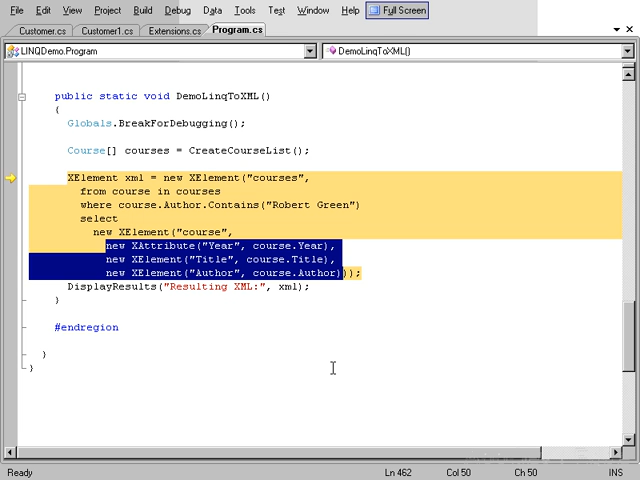 File Edit View Project Build Debug Data Tools Test Window Help Full Screen
Customer.cs Customer1.cs Extensions.cs Program.cs
LINQDemo.Program DemoLinqToXML()
public static void DemoLinqToXML()
{
Globals.BreakForDebugging();
Course[] courses = CreateCourseList();
XElement xml = new XElement("courses",
from course in courses
where course.Author.Contains("Robert Green")
select
new XElement("course",
new XAttribute("Year", course.Year),
new XElement("Title", course.Title),
new XElement("Author", course.Author)));
DisplayResults("Resulting XML:", xml);
}
#endregion
}
}
Ready Ln 462 Col 50 Ch 50 INS